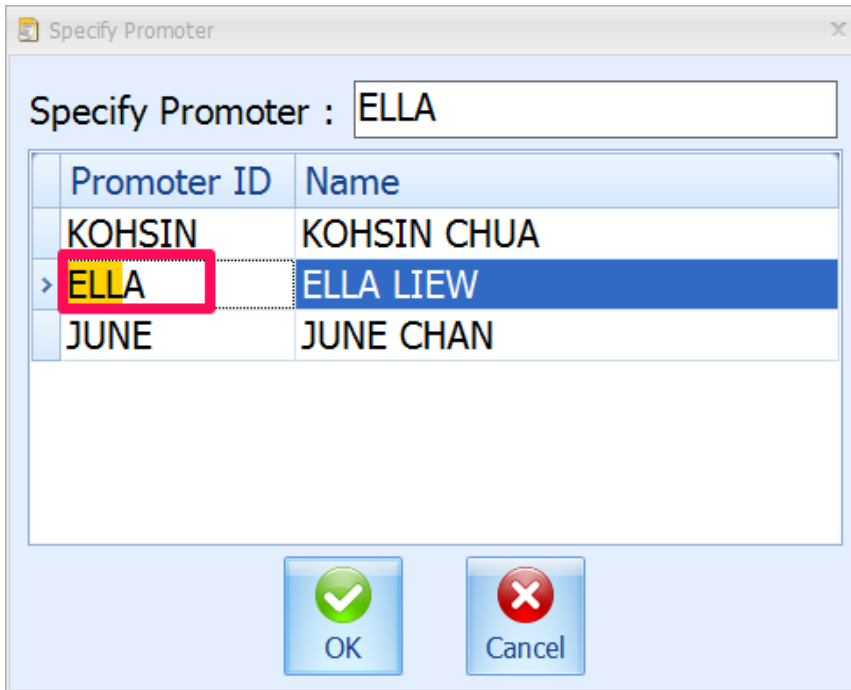 Specify Promoter
Specify Promoter : ELLA
Promoter ID Name
KOHSIN KOHSIN CHUA
ELLA ELLA LIEW
JUNE JUNE CHAN
OK Cancel